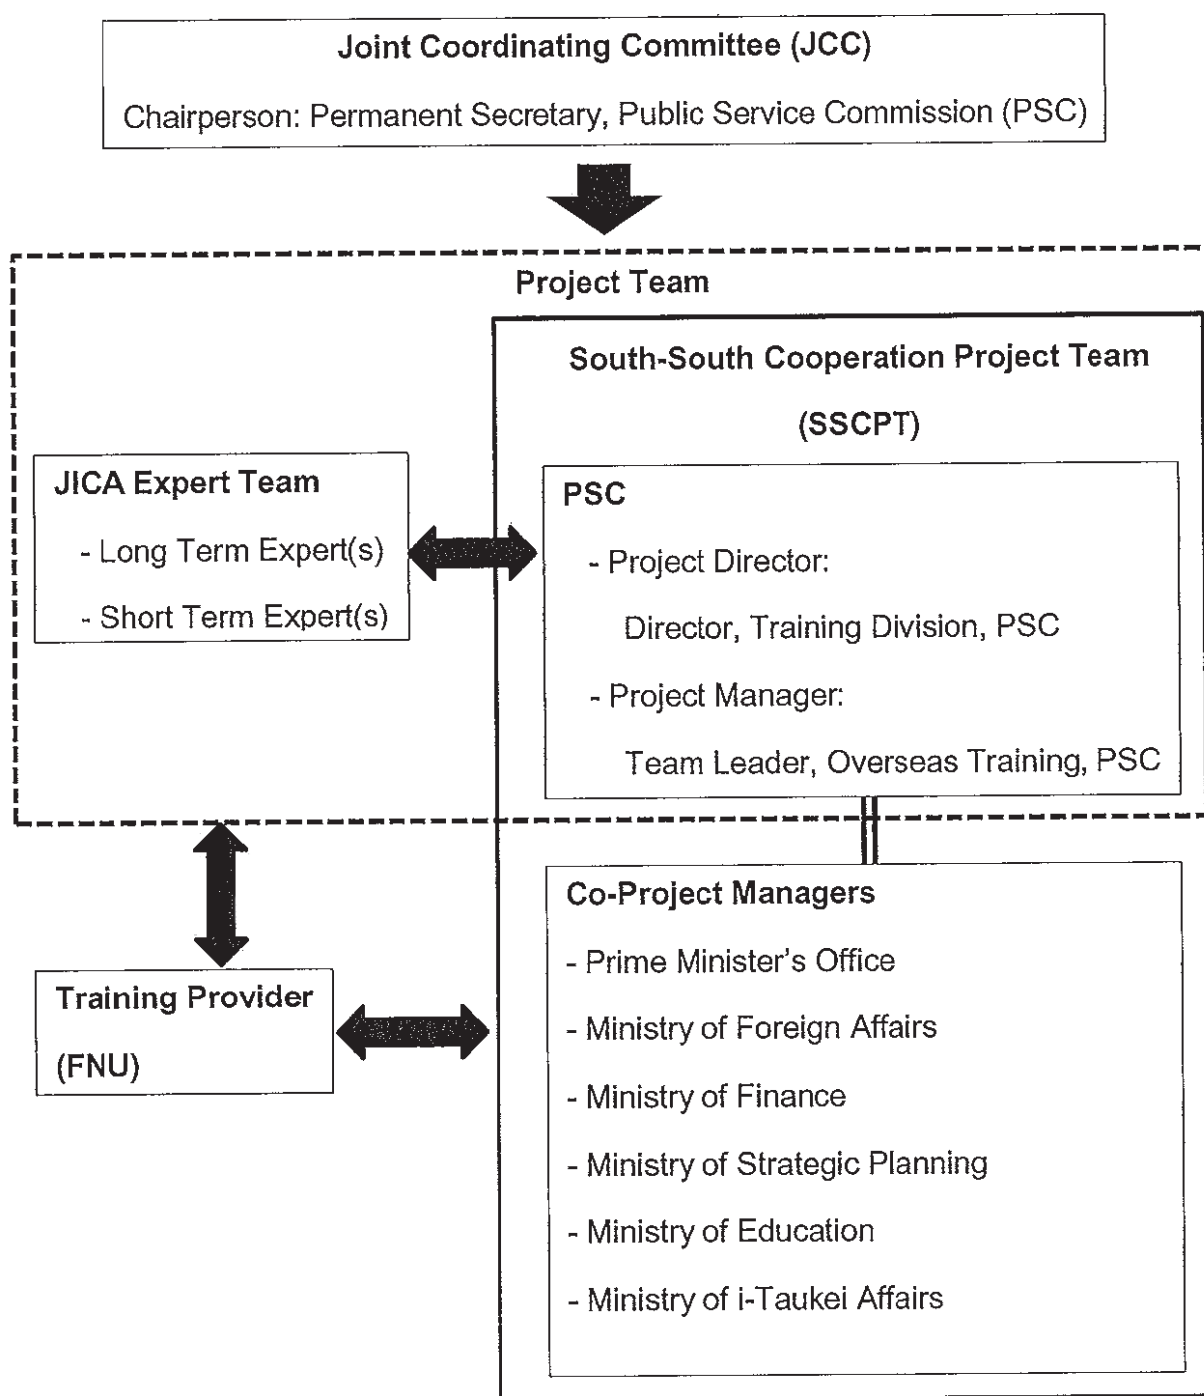 Joint Coordinating Committee (JCC)
Chairperson: Permanent Secretary, Public Service Commission (PSC)
Project Team
South-South Cooperation Project Team
(SSCPT)
JICA Expert Team
- Long Term Expert(s)
- Short Term Expert(s)
PSC
- Project Director:
Director, Training Division, PSC
- Project Manager:
Team Leader, Overseas Training, PSC
Training Provider
(FNU)
Co-Project Managers
- Prime Minister's Office
- Ministry of Foreign Affairs
- Ministry of Finance
- Ministry of Strategic Planning
- Ministry of Education
- Ministry of i-Taukei Affairs